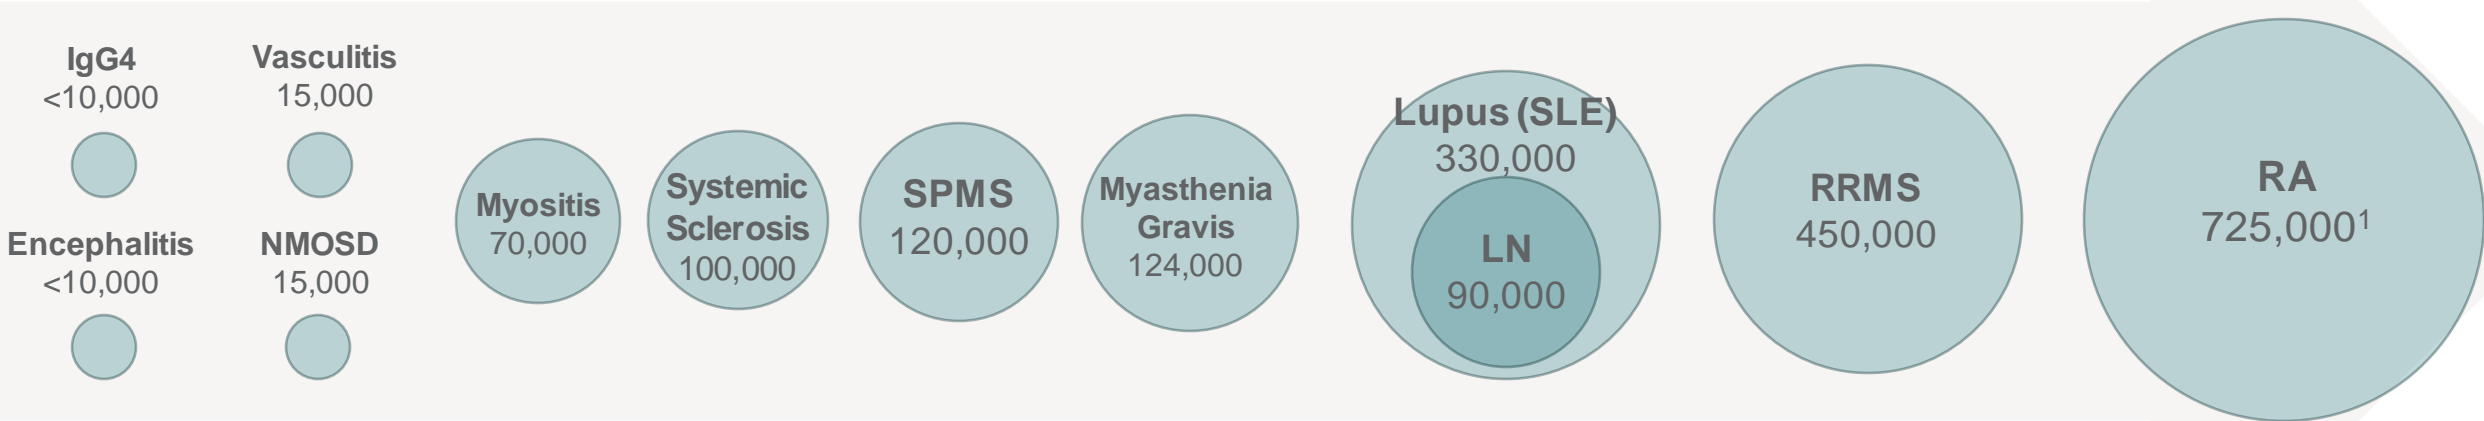 IgG4
<10,000
Vasculitis
15,000
Encephalitis
<10,000
NMOSD
15,000
Myositis
70,000
Systemic
Sclerosis
100,000
SPMS
120,000
Myasthenia
Gravis
124,000
Lupus (SLE)
330,000
LN
90,000
RRMS
450,000
RA
725,000¹